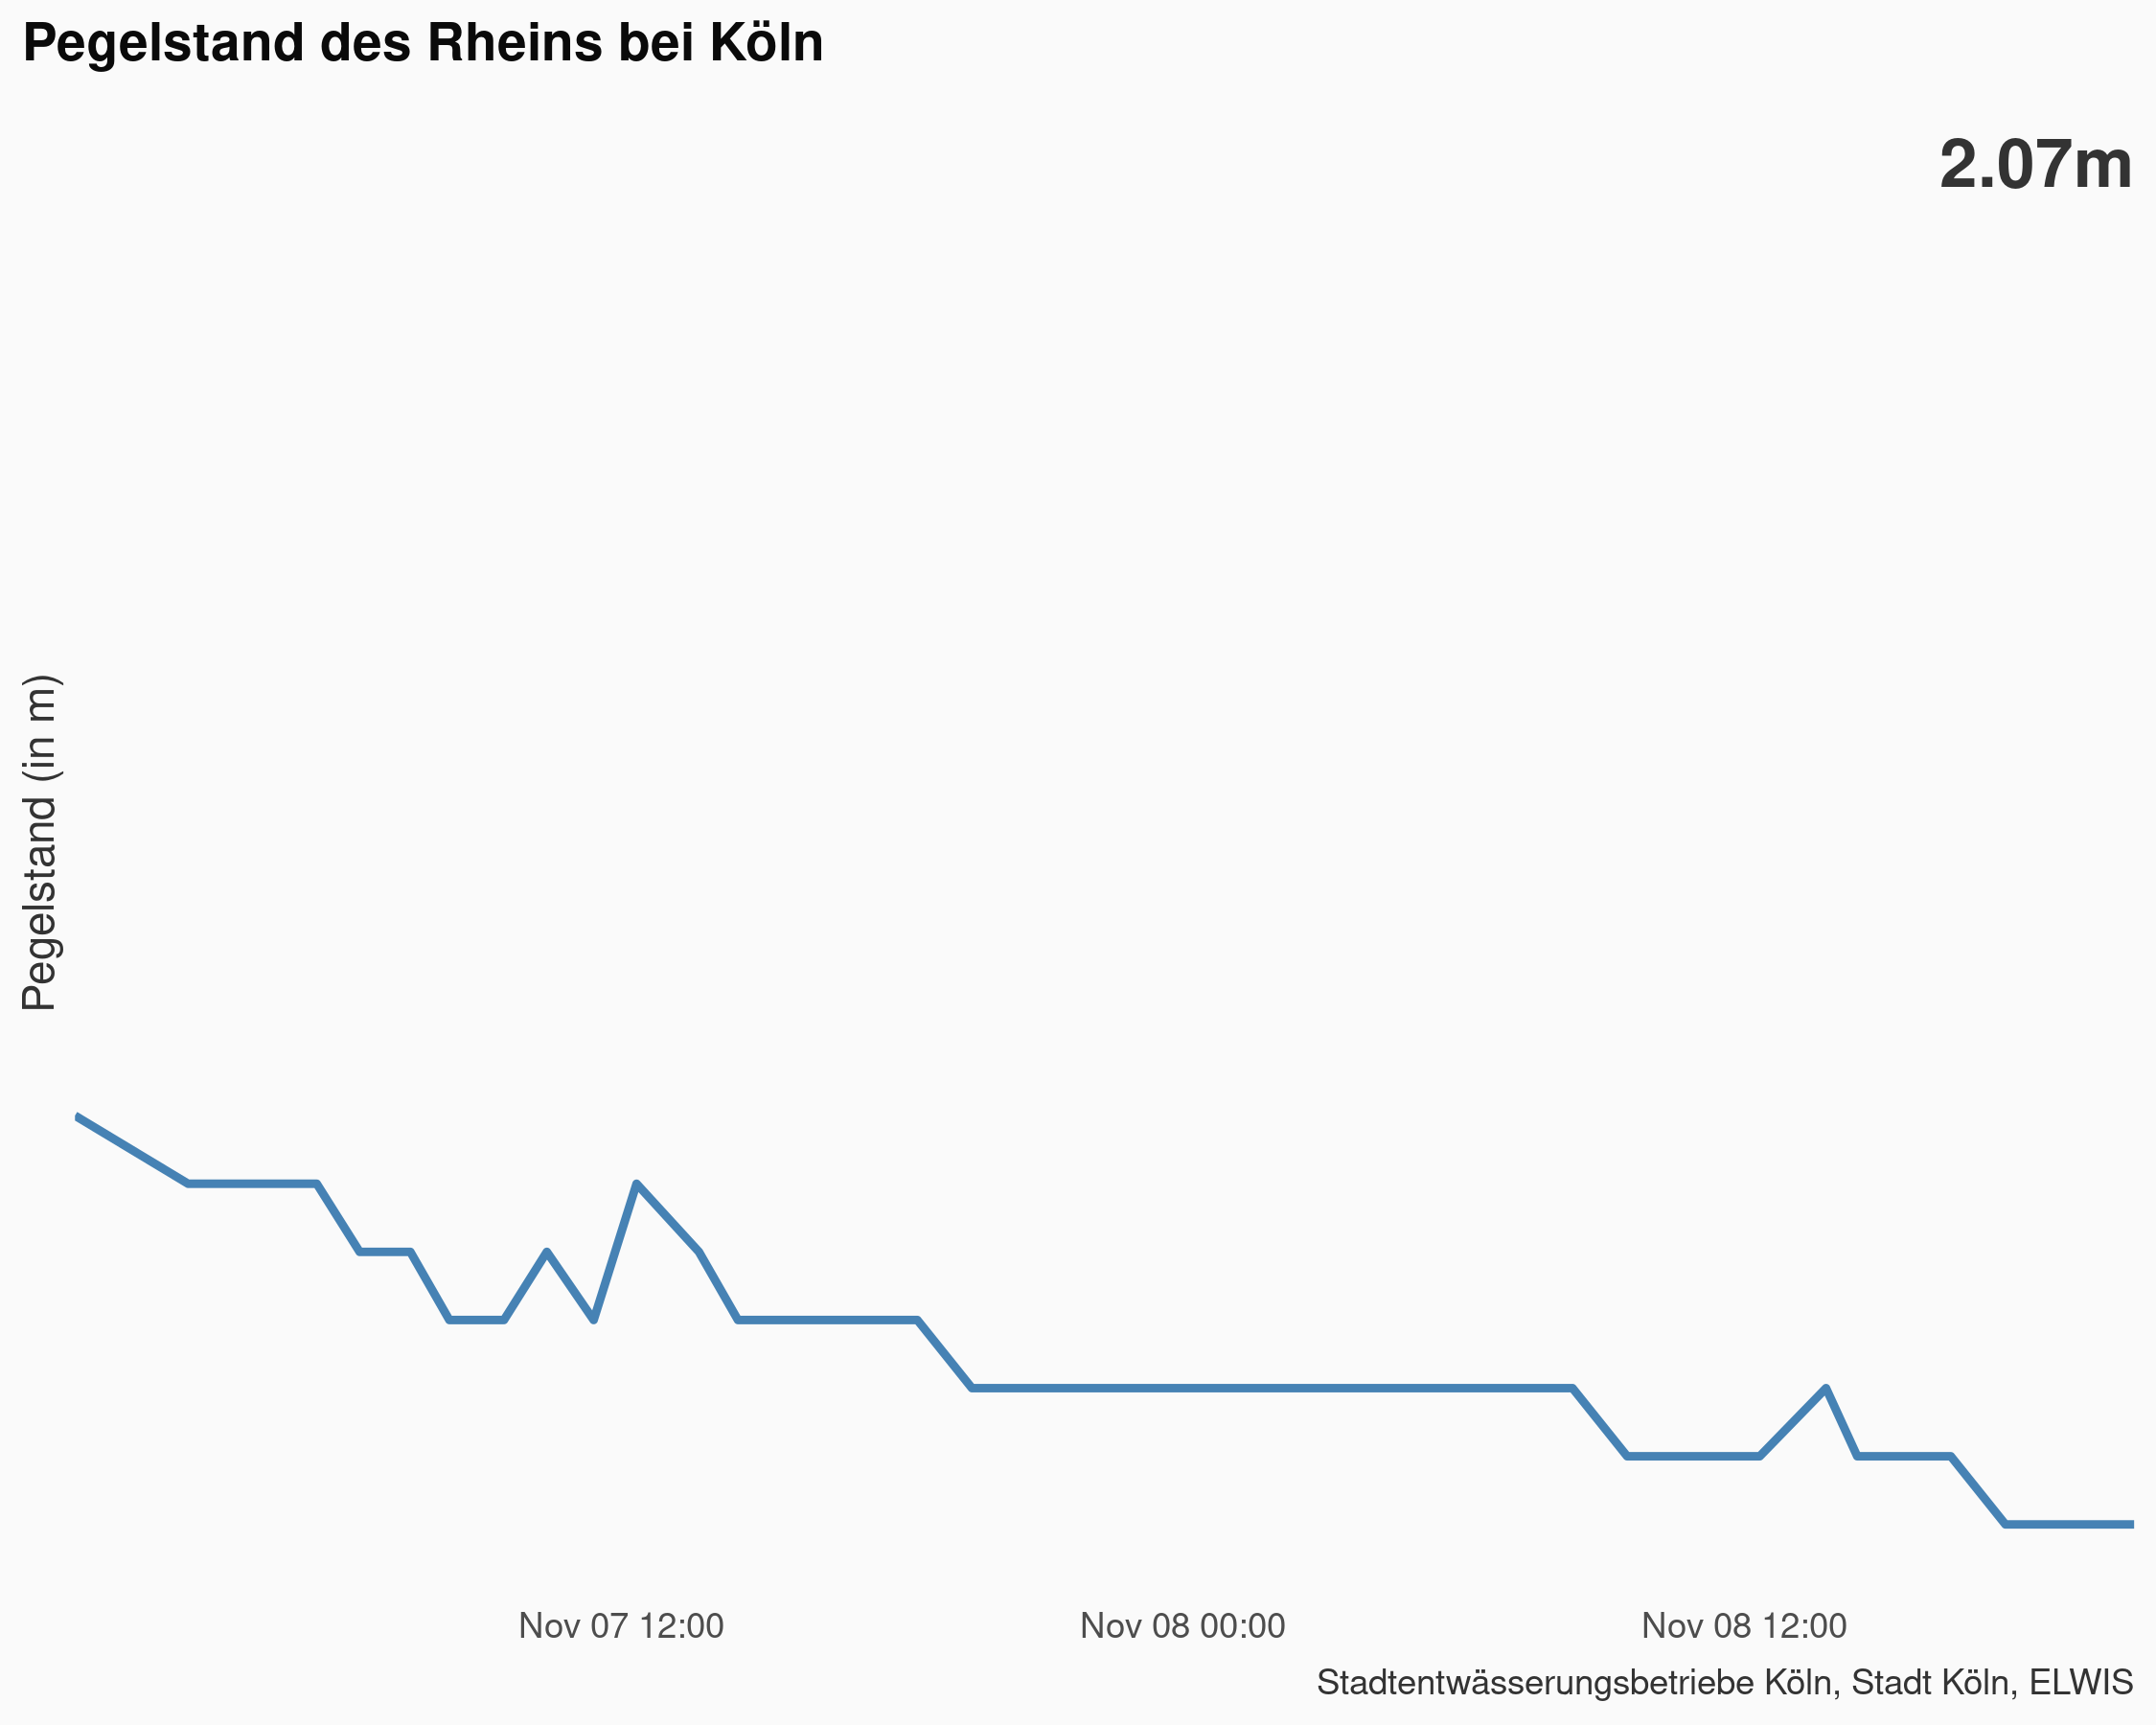 Pegelstand des Rheins bei Köln
2.07m
Pegelstand (in m)
Nov 07 12:00
Nov 08 00:00
Nov 08 12:00
Stadtentwässerungsbetriebe Köln, Stadt Köln, ELWIS